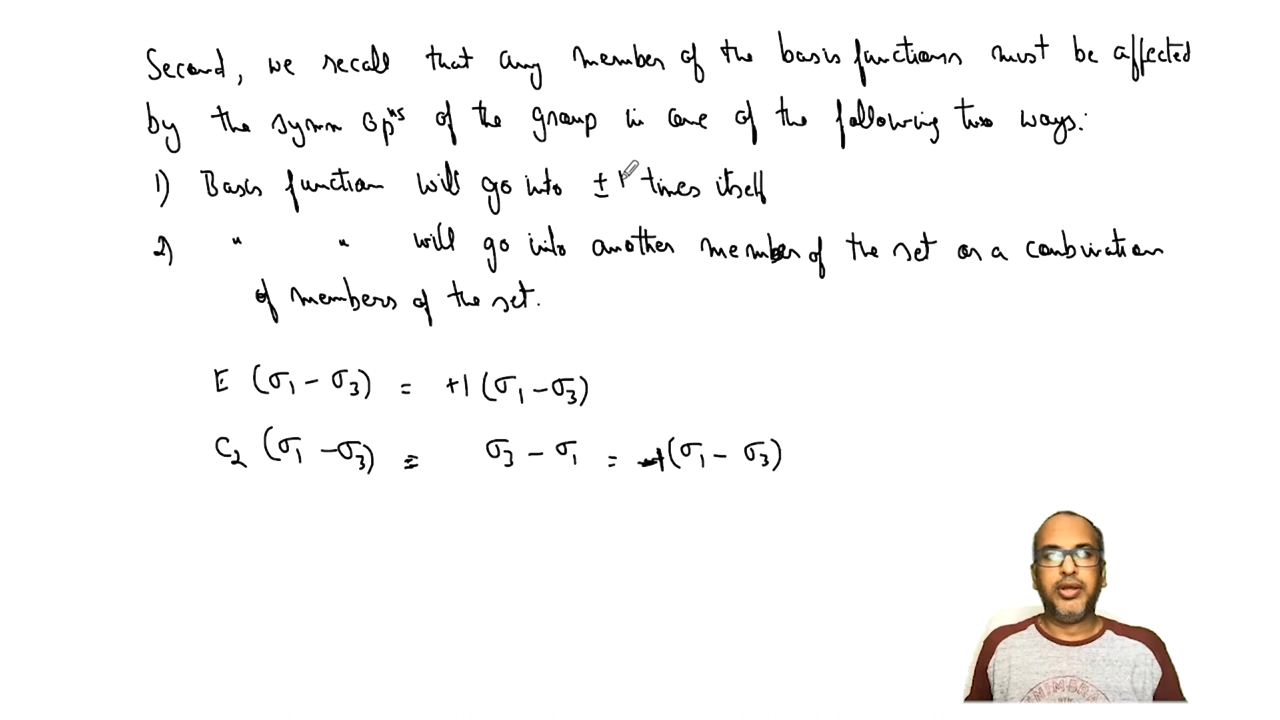 Second, we recall that any member of the basis functions must be affected
by the symm opⁿˢ of the group in one of the following two ways:
1) Basis function will go into ±1 times itself
2) " " will go into another member of the set or a combination
of members of the set.
E (σ₁ - σ₃) = +1 (σ₁ - σ₃)
C₂ (σ₁ - σ₃) = σ₃ - σ₁ = -1 (σ₁ - σ₃)